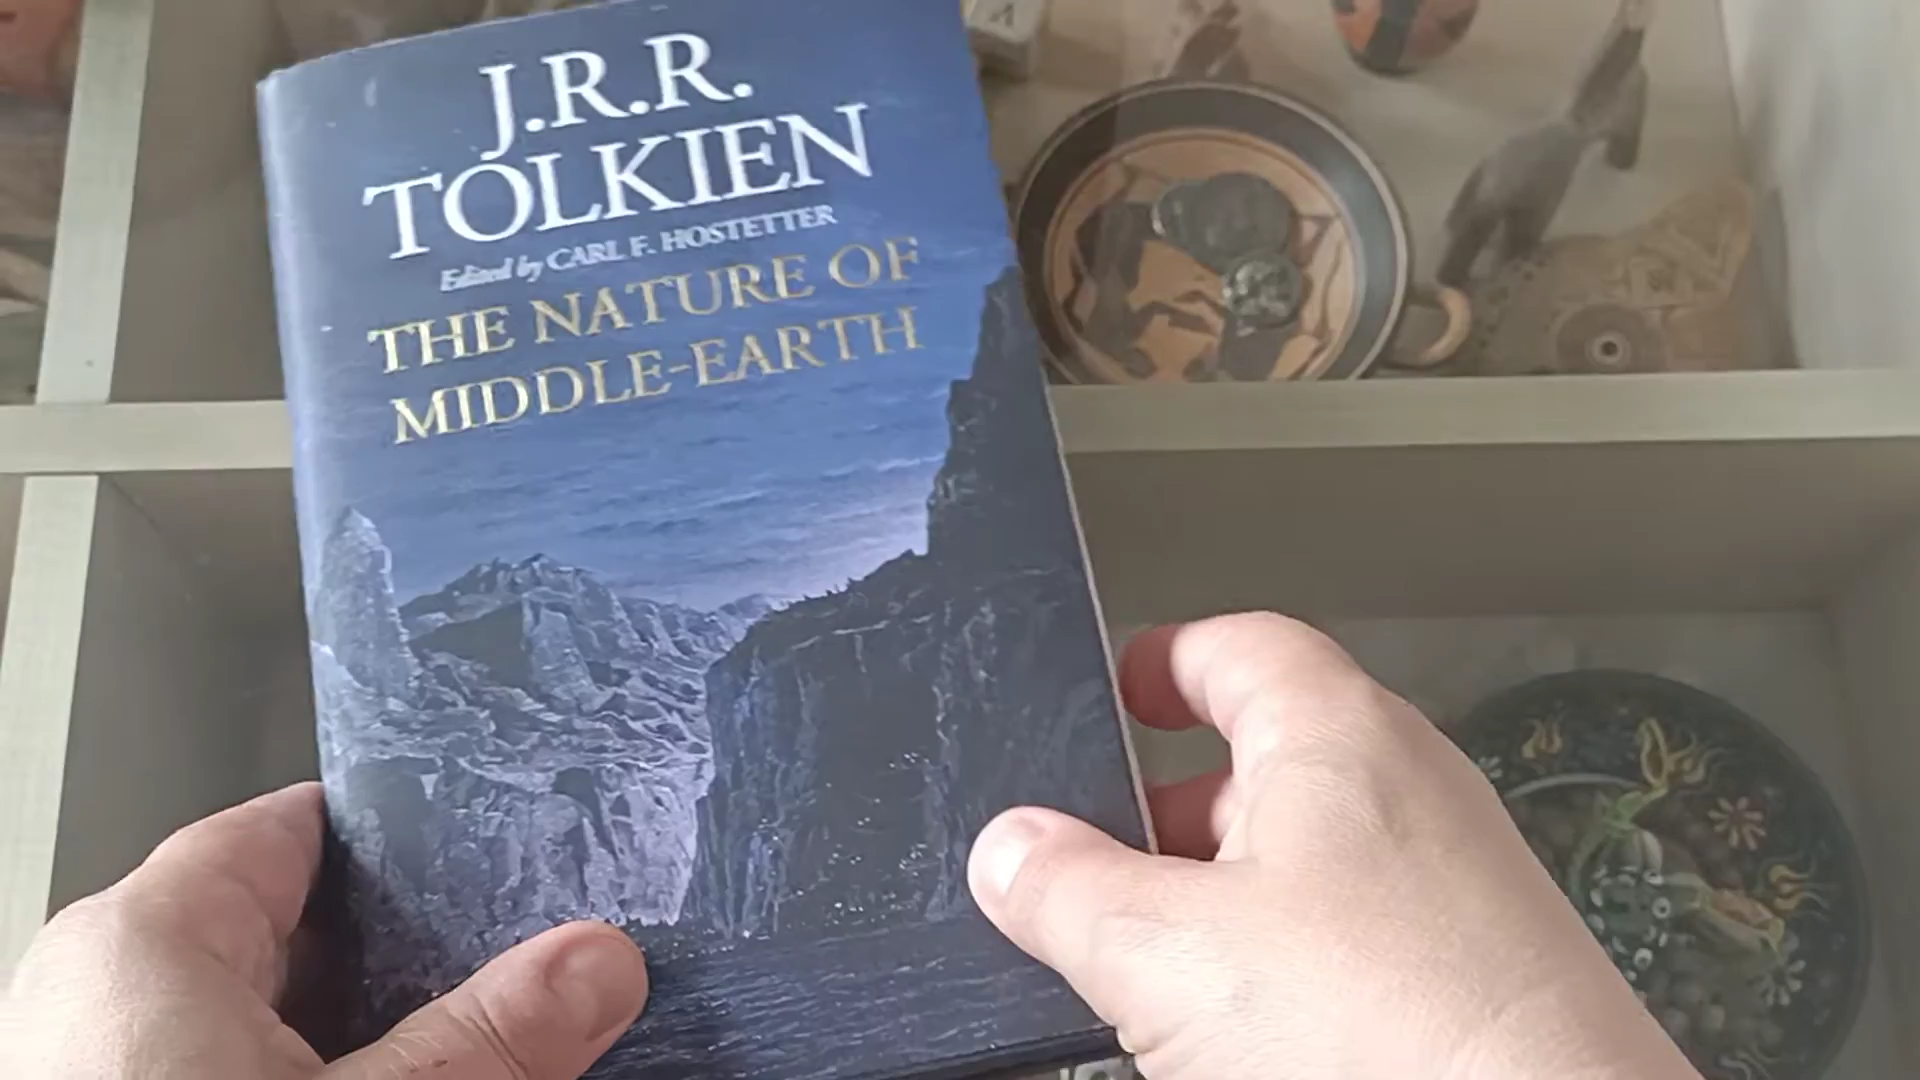 J.R.R.
TOLKIEN
Edited by CARL F. HOSTETTER
THE NATURE OF
MIDDLE-EARTH